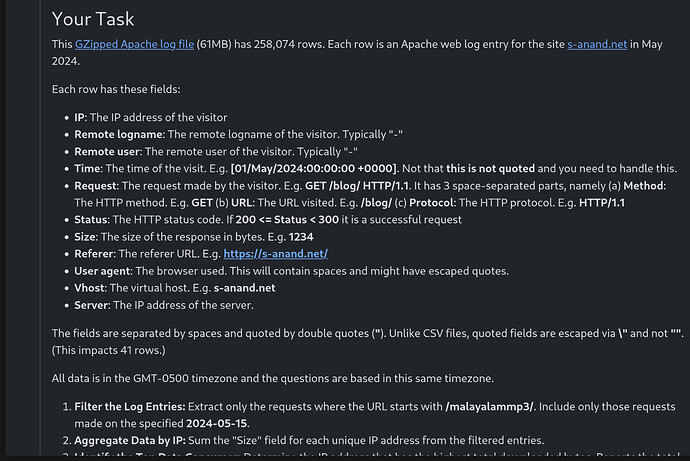 Your Task
This GZipped Apache log file (61MB) has 258,074 rows. Each row is an Apache web log entry for the site s-anand.net in May
2024.
Each row has these fields:
• IP: The IP address of the visitor
• Remote logname: The remote logname of the visitor. Typically "-"
• Remote user: The remote user of the visitor. Typically "-"
• Time: The time of the visit. E.g. [01/May/2024:00:00:00 +0000]. Not that this is not quoted and you need to handle this.
• Request: The request made by the visitor. E.g. GET /blog/ HTTP/1.1. It has 3 space-separated parts, namely (a) Method:
The HTTP method. E.g. GET (b) URL: The URL visited. E.g. /blog/ (c) Protocol: The HTTP protocol. E.g. HTTP/1.1
• Status: The HTTP status code. If 200 <= Status < 300 it is a successful request
• Size: The size of the response in bytes. E.g. 1234
• Referer: The referer URL. E.g. https://s-anand.net/
• User agent: The browser used. This will contain spaces and might have escaped quotes.
• Vhost: The virtual host. E.g. s-anand.net
• Server: The IP address of the server.
The fields are separated by spaces and quoted by double quotes ("). Unlike CSV files, quoted fields are escaped via \" and not "".
(This impacts 41 rows.)
All data is in the GMT-0500 timezone and the questions are based in this same timezone.
1. Filter the Log Entries: Extract only the requests where the URL starts with /malayalammp3/. Include only those requests
made on the specified 2024-05-15.
2. Aggregate Data by IP: Sum the "Size" field for each unique IP address from the filtered entries.